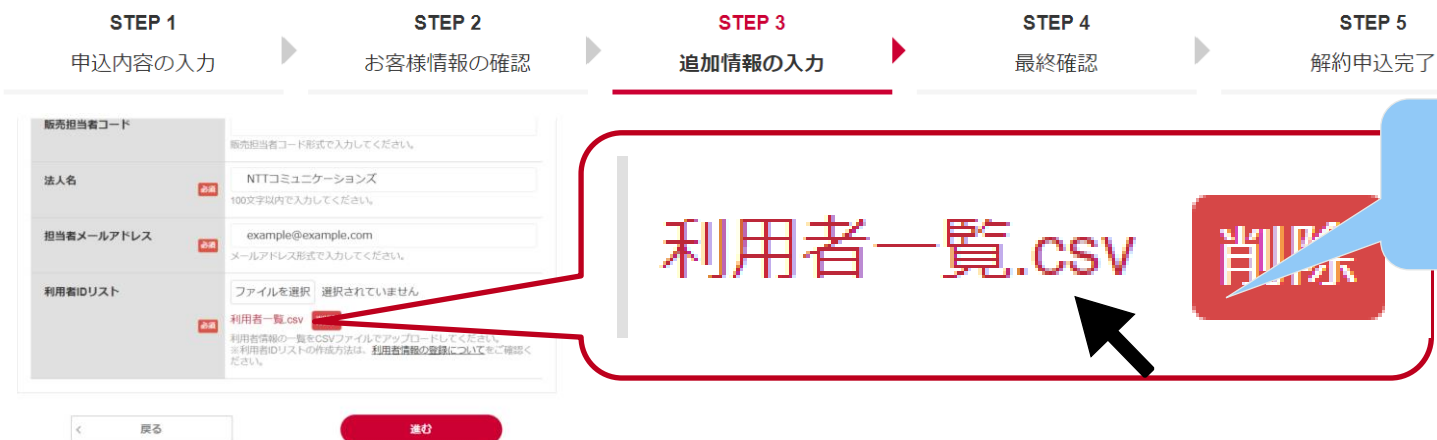 STEP 1
申込内容の入力
STEP 2
お客様情報の確認
STEP 3
追加情報の入力
STEP 4
最終確認
STEP 5
解約申込完了
販売担当者コード
販売担当者コード形式で入力してください。
法人名
必須
NTTコミュニケーションズ
100文字以内で入力してください。
担当者メールアドレス
必須
example@example.com
メールアドレス形式で入力してください。
利用者IDリスト
必須
ファイルを選択 選択されていません
利用者一覧.csv
利用者情報の一覧をCSVファイルでアップロードしてください。
※利用者IDリストの作成方法は、利用者情報の登録についてをご確認く
ださい。
利用者一覧.csv
削除
< 戻る
進む